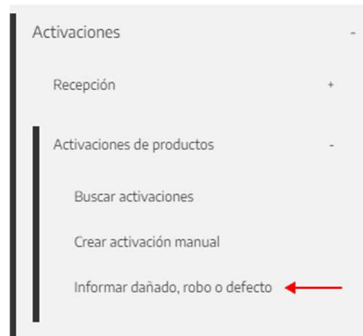 Activaciones -
Recepción +
Activaciones de productos -
Buscar activaciones
Crear activación manual
Informar dañado, robo o defecto